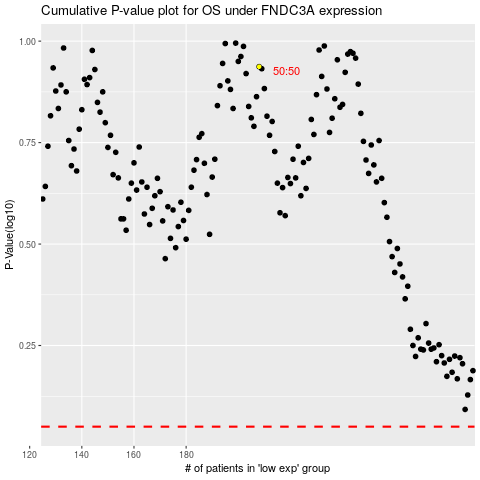 Cumulative P-value plot for OS under FNDC3A expression
1.00
50:50
0.75
P-Value(log10)
0.50
0.25
120 140 160 180
# of patients in 'low exp' group